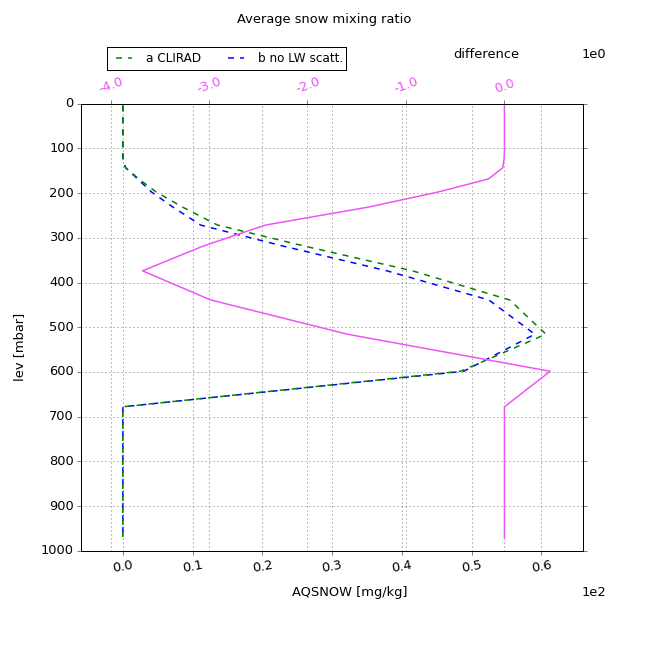 Average snow mixing ratio
a CLIRAD b no LW scatt. difference 1e0
-4.0 -3.0 -2.0 -1.0 0.0
0
100
200
300
400
500
600
700
800
900
1000
lev [mbar]
0.0 0.1 0.2 0.3 0.4 0.5 0.6
AQSNOW [mg/kg] 1e2